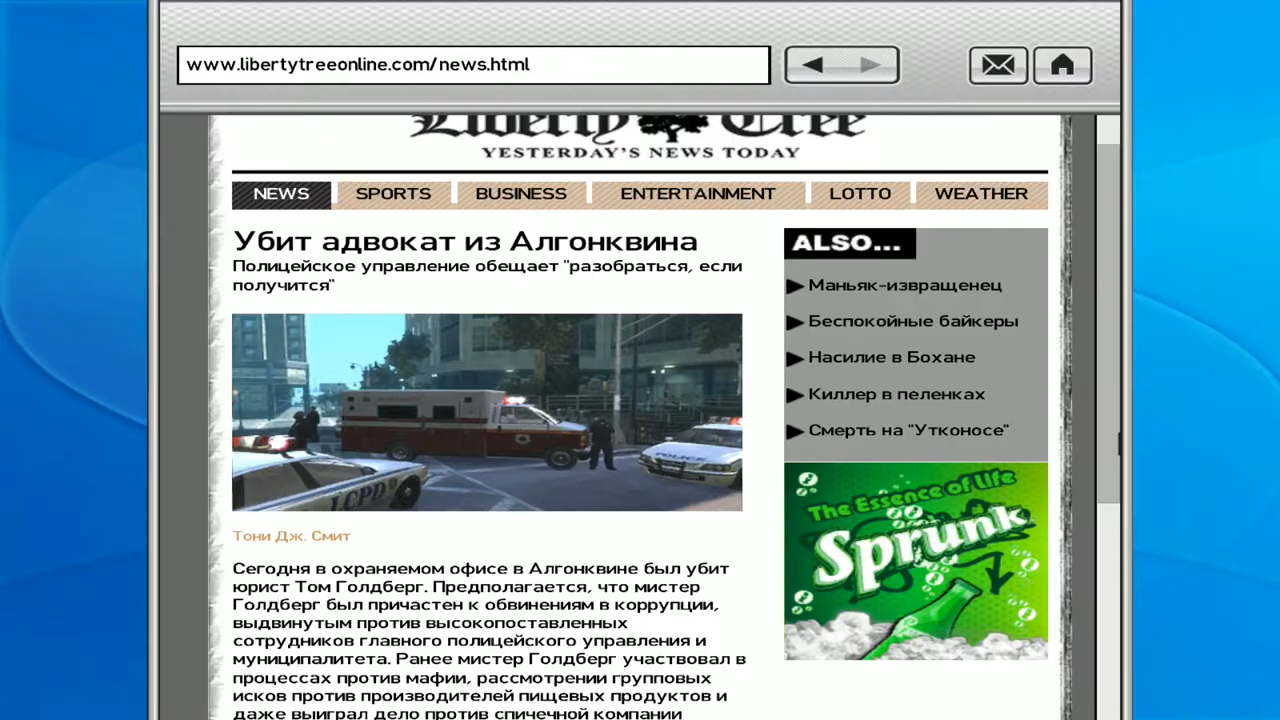 www.libertytreeonline.com/news.html
Liberty Tree
YESTERDAY'S NEWS TODAY
NEWS SPORTS BUSINESS ENTERTAINMENT LOTTO WEATHER
Убит адвокат из Алгонквина
Полицейское управление обещает "разобраться, если
получится"
LCPD
POLICE
Тони Дж. Смит
Сегодня в охраняемом офисе в Алгонквине был убит
юрист Том Голдберг. Предполагается, что мистер
Голдберг был причастен к обвинениям в коррупции,
выдвинутым против высокопоставленных
сотрудников главного полицейского управления и
муниципалитета. Ранее мистер Голдберг участвовал в
процессах против мафии, рассмотрении групповых
исков против производителей пищевых продуктов и
даже выиграл дело против спичечной компании
ALSO...
Маньяк-извращенец
Беспокойные байкеры
Насилие в Бохане
Киллер в пеленках
Смерть на "Утконосе"
The Essence of Life
Sprunk